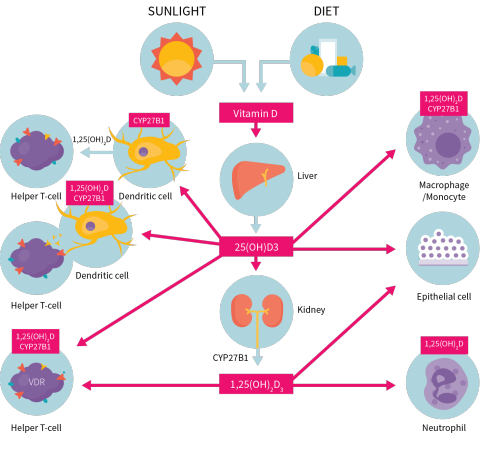 SUNLIGHT
DIET
Vitamin D
CYP27B1
1,25(OH)₂D
Helper T-cell
Dendritic cell
Liver
1,25(OH)₂D
CYP27B1
Macrophage
/Monocyte
1,25(OH)₂D
CYP27B1
Dendritic cell
Helper T-cell
25(OH)D3
Epithelial cell
Kidney
CYP27B1
1,25(OH)₂D₃
1,25(OH)₂D
CYP27B1
VDR
Helper T-cell
1,25(OH)₂D
Neutrophil